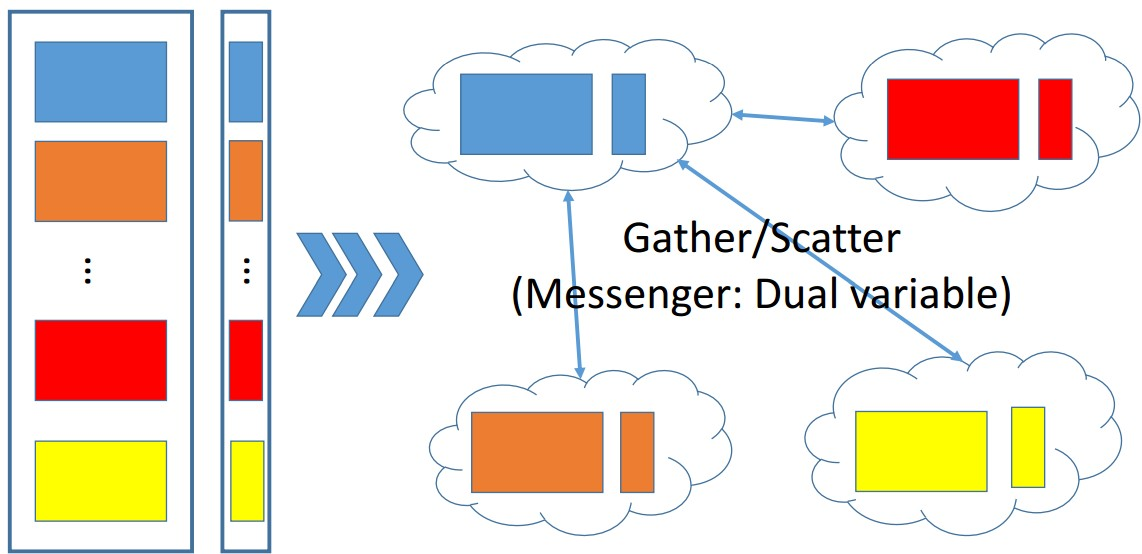 ...
...
Gather/Scatter
(Messenger: Dual variable)